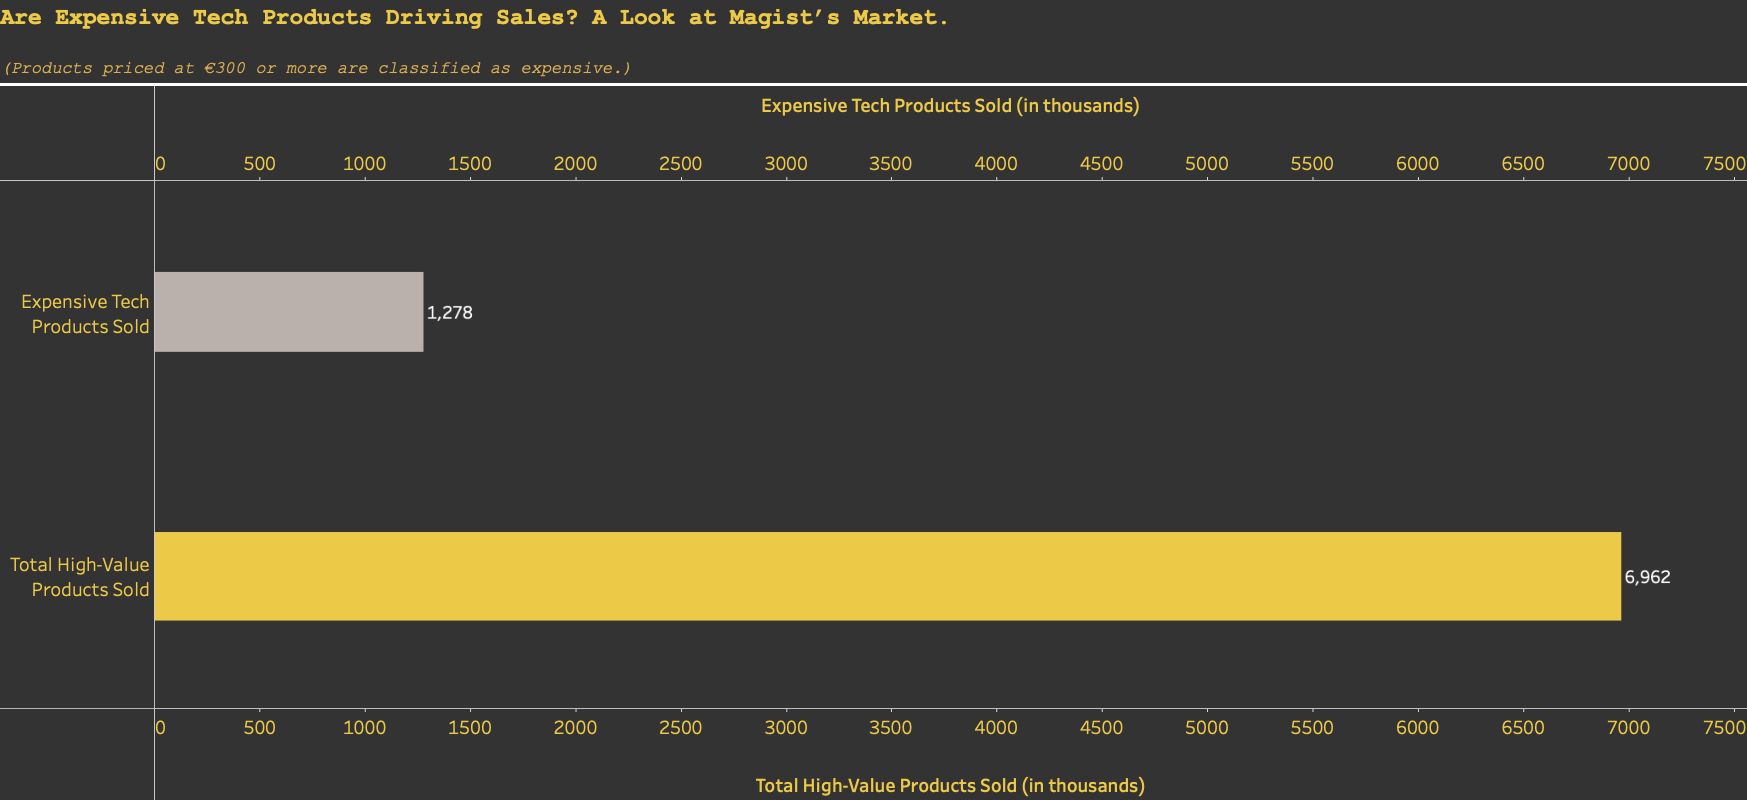 Are Expensive Tech Products Driving Sales? A Look at Magist’s Market.
(Products priced at €300 or more are classified as expensive.)
Expensive Tech Products Sold (in thousands)
0 500 1000 1500 2000 2500 3000 3500 4000 4500 5000 5500 6000 6500 7000 7500
Expensive Tech
Products Sold
1,278
Total High-Value
Products Sold
6,962
0 500 1000 1500 2000 2500 3000 3500 4000 4500 5000 5500 6000 6500 7000 7500
Total High-Value Products Sold (in thousands)